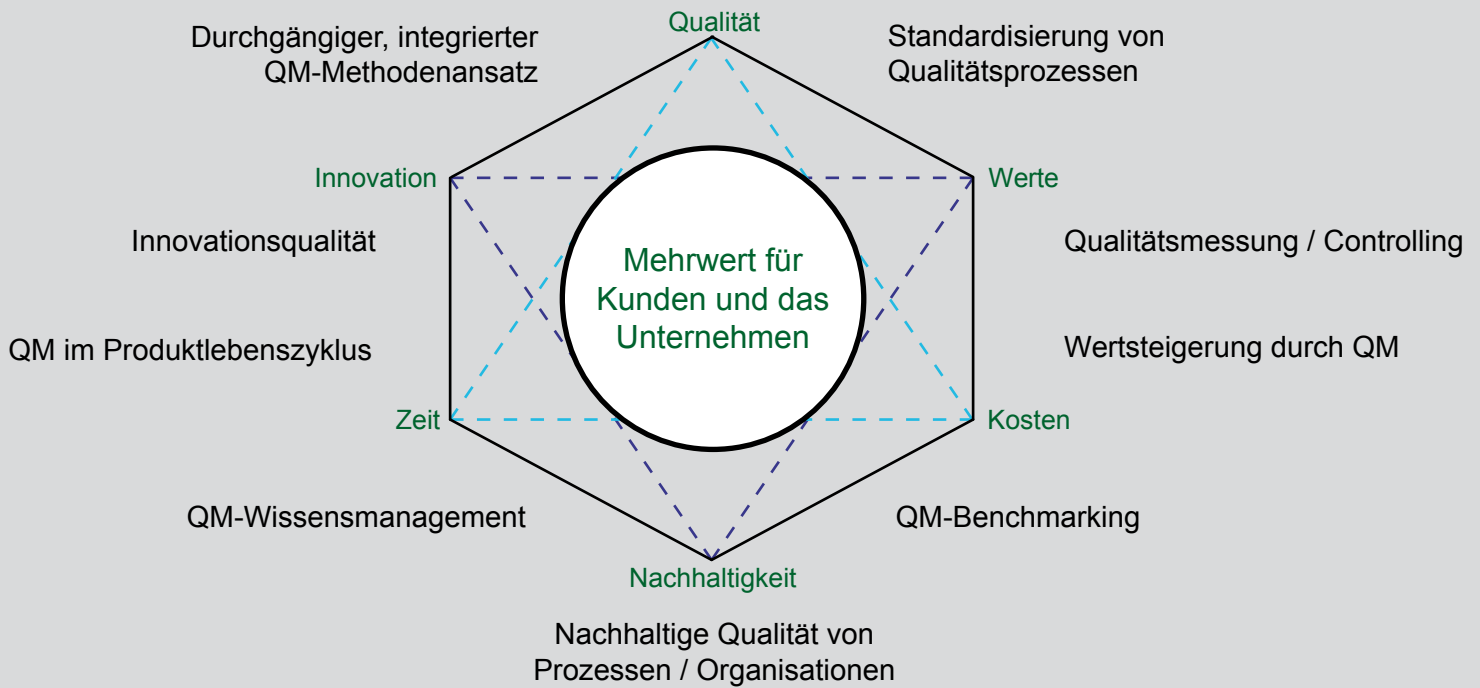 Qualität
Durchgängiger, integrierter
QM-Methodenansatz
Standardisierung von
Qualitätsprozessen
Innovation
Werte
Innovationsqualität
Qualitätsmessung / Controlling
Mehrwert für
Kunden und das
Unternehmen
QM im Produktlebenszyklus
Wertsteigerung durch QM
Zeit
Kosten
QM-Wissensmanagement
QM-Benchmarking
Nachhaltigkeit
Nachhaltige Qualität von
Prozessen / Organisationen